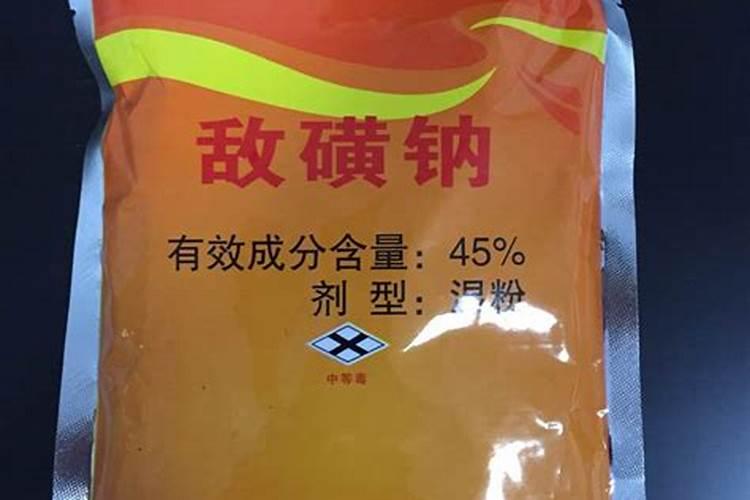 敌磺钠
有效成分含量：45%
剂 型：湿粉
中等毒